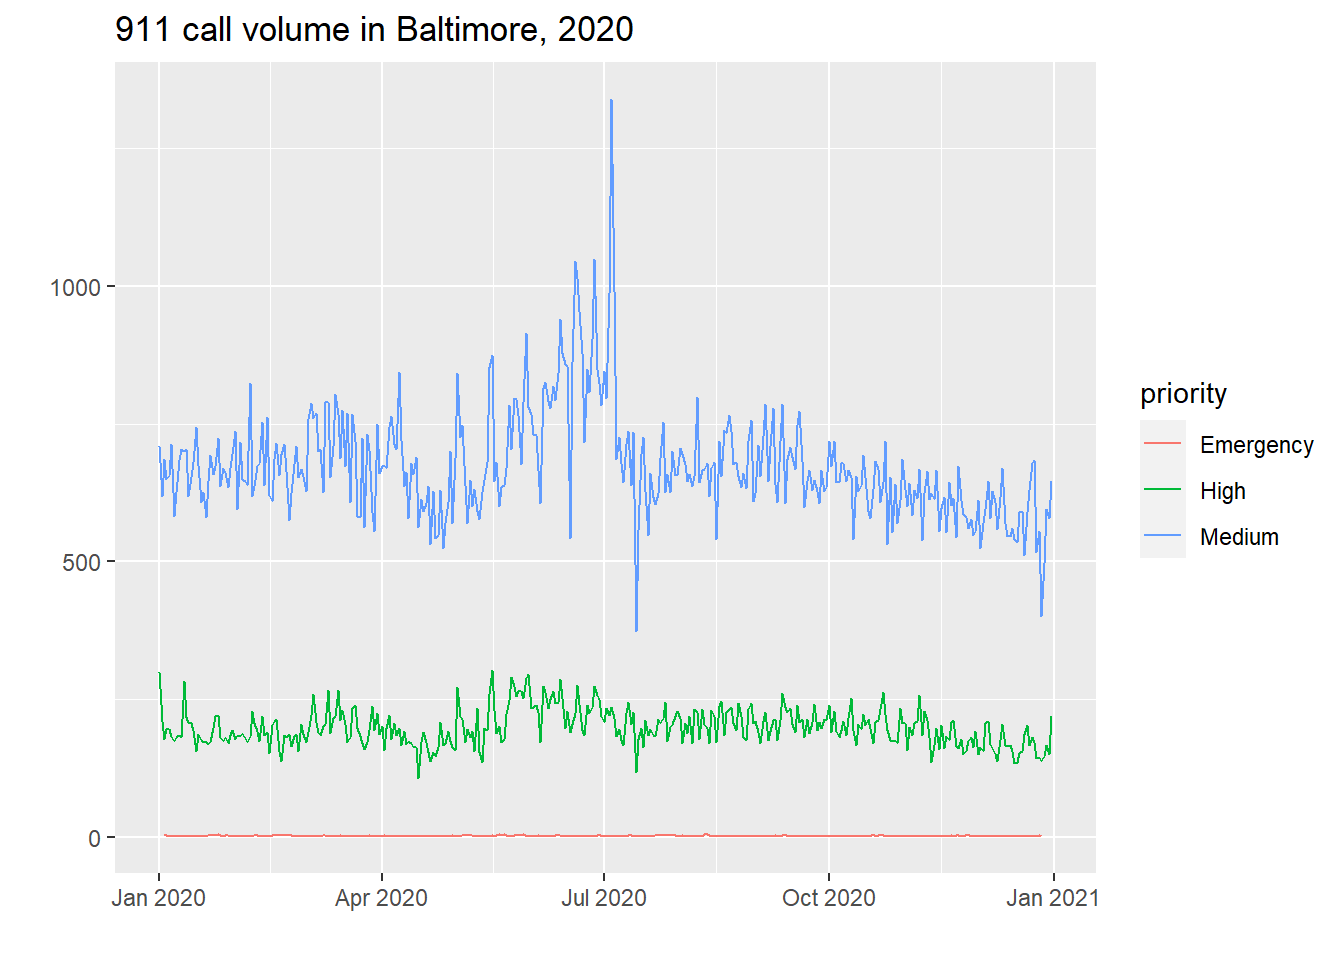 911 call volume in Baltimore, 2020
1000
500
0
Jan 2020
Apr 2020
Jul 2020
Oct 2020
Jan 2021
priority
Emergency
High
Medium